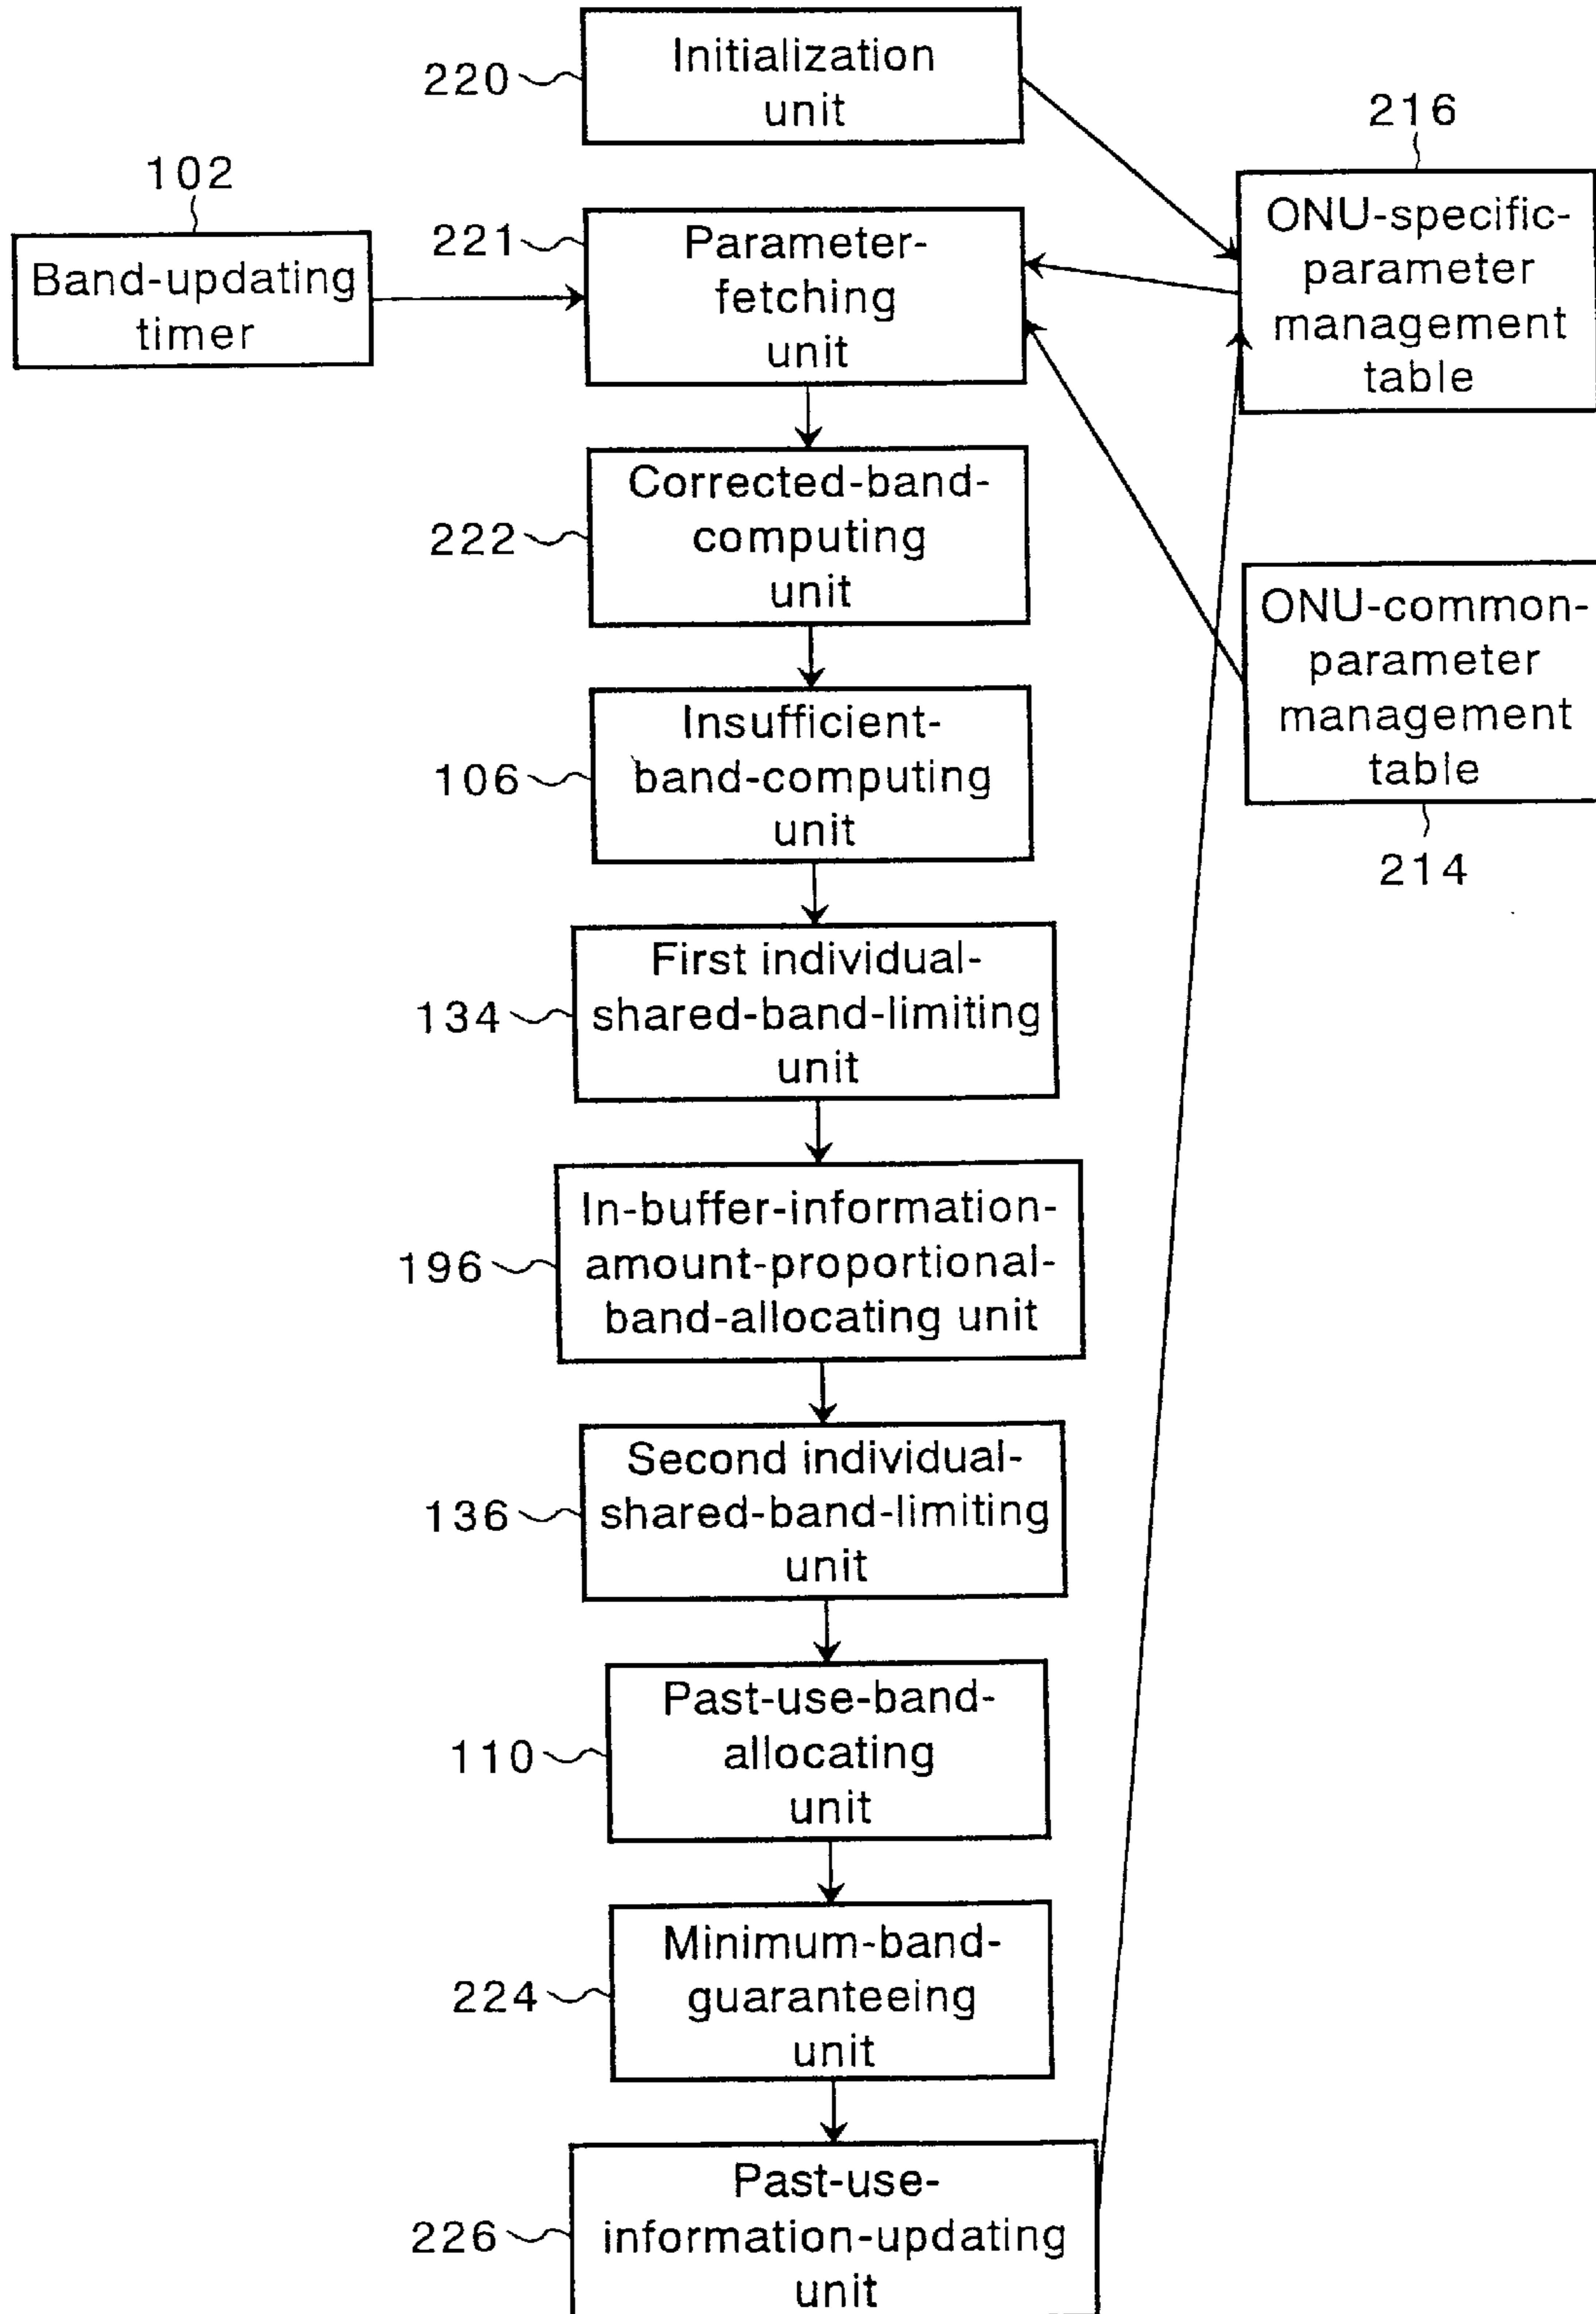 Initialization
unit
220
216
102
ONU-specific-
parameter
management
table
221
Parameter-
fetching
unit
Band-updating
timer
Corrected-band-
computing
unit
222
ONU-common-
parameter
management
table
214
Insufficient-
band-computing
unit
106
First individual-
shared-band-limiting
unit
134
In-buffer-information-
amount-proportional-
band-allocating unit
196
Second individual-
shared-band-limiting
unit
136
Past-use-band-
allocating
unit
110
Minimum-band-
guaranteeing
unit
224
Past-use-
information-updating
unit
226